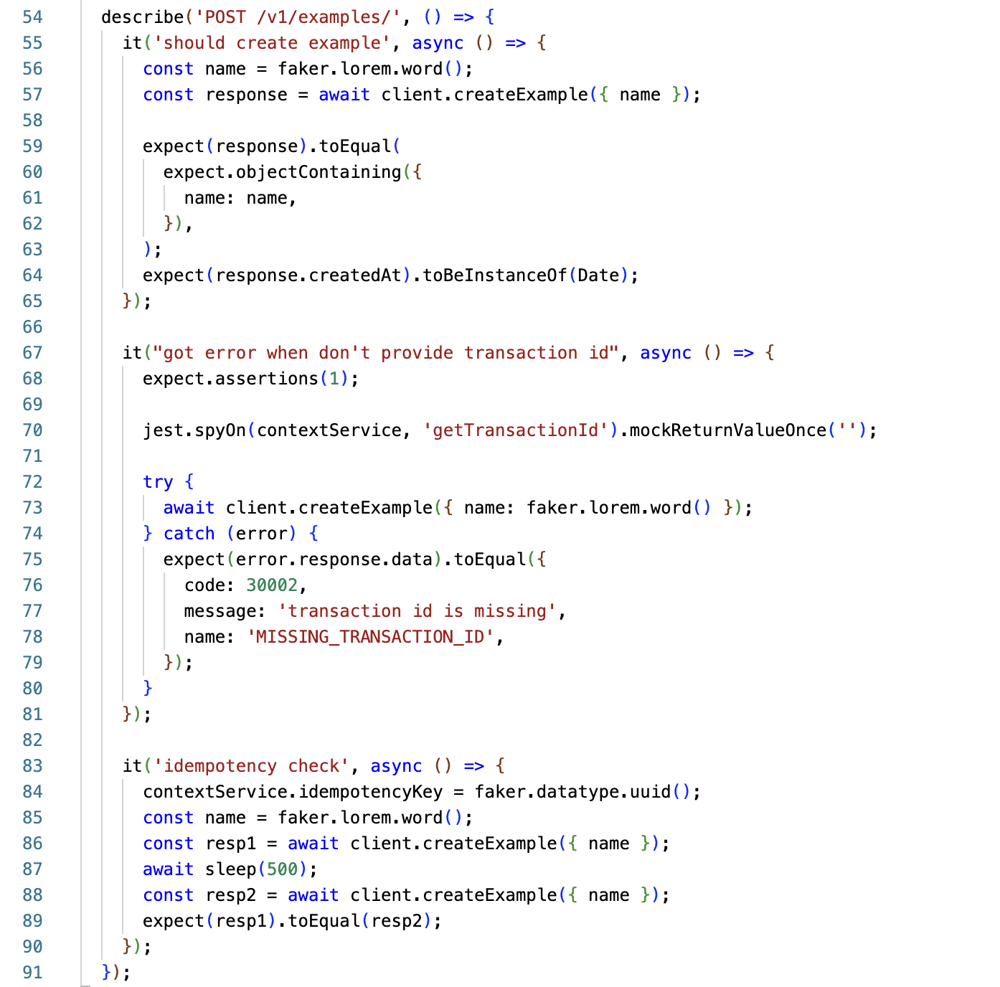 54 describe('POST /v1/examples/', () => {
55 it('should create example', async () => {
56 const name = faker.lorem.word();
57 const response = await client.createExample({ name });
58
59 expect(response).toEqual(
60 expect.objectContaining({
61 name: name,
62 }),
63 );
64 expect(response.createdAt).toBeInstanceOf(Date);
65 });
66
67 it("got error when don't provide transaction id", async () => {
68 expect.assertions(1);
69
70 jest.spyOn(contextService, 'getTransactionId').mockReturnValueOnce('');
71
72 try {
73 await client.createExample({ name: faker.lorem.word() });
74 } catch (error) {
75 expect(error.response.data).toEqual({
76 code: 30002,
77 message: 'transaction id is missing',
78 name: 'MISSING_TRANSACTION_ID',
79 });
80 }
81 });
82
83 it('idempotency check', async () => {
84 contextService.idempotencyKey = faker.datatype.uuid();
85 const name = faker.lorem.word();
86 const resp1 = await client.createExample({ name });
87 await sleep(500);
88 const resp2 = await client.createExample({ name });
89 expect(resp1).toEqual(resp2);
90 });
91 });